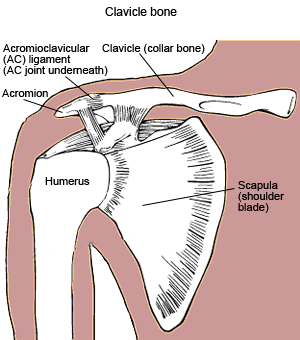 Clavicle bone
Acromioclavicular
(AC) ligament
(AC joint underneath)
Clavicle (collar bone)
Acromion
Humerus
Scapula
(shoulder
blade)